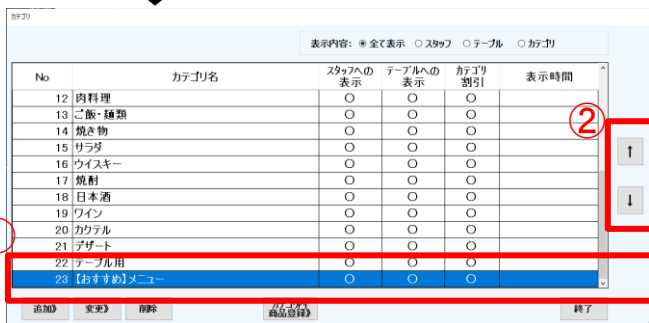 カテゴリ
表示内容: 全て表示 スタッフ テーブル カテゴリ
No カテゴリ名 スタッフへの表示 テーブルへの表示 カテゴリ割引 表示時間
12 肉料理 ○ ○ ○
13 ご飯・麺類 ○ ○ ○
14 焼き物 ○ ○ ○
15 サラダ ○ ○ ○
16 ウイスキー ○ ○ ○
17 焼酎 ○ ○ ○
18 日本酒 ○ ○ ○
19 ワイン ○ ○ ○
20 カクテル ○ ○ ○
21 デザート ○ ○ ○
22 テーブル用 ○ ○ ○
23 【おすすめ】メニュー ○ ○ ○
②
↑
↓
追加》 変更》 削除 商品登録》 終了